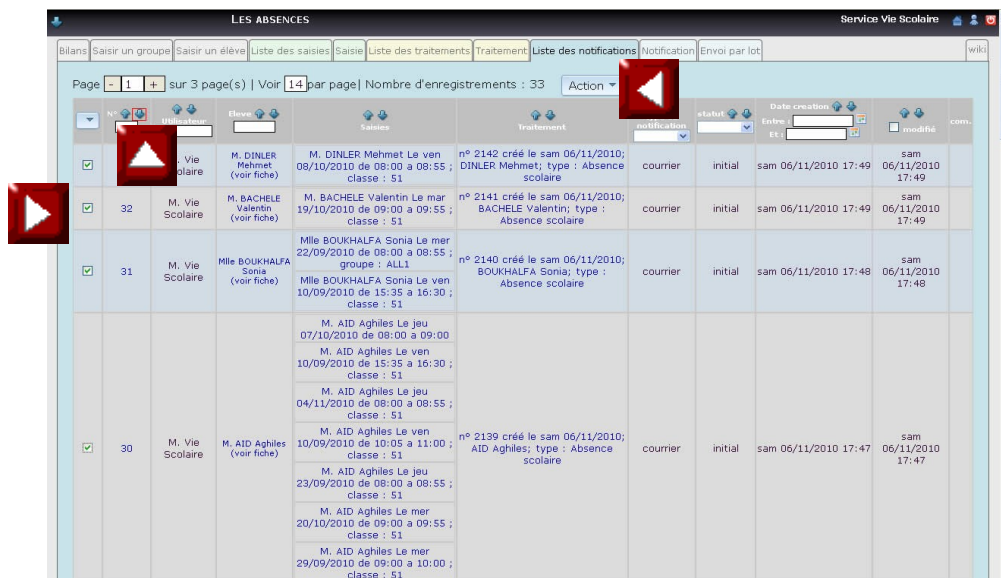 LES ABSENCES
Service Vie Scolaire
Bilans Saisir un groupe Saisir un élève Liste des saisies Saisie Liste des traitements Traitement Liste des notifications Notification Envoi par lot wiki
Page - 1 + sur 3 page(s) | Voir 14 par page| Nombre d'enregistrements : 33 Action
N°
Utilisateur
Eleve
Saisies
Traitement
notification
statut
Date creation
Entre :
Et :
modifié
com.
Vie
M. DINLER
Mehmet
(voir fiche)
M. DINLER Mehmet Le ven
08/10/2010 de 08:00 a 08:55 ;
classe : 51
n° 2142 créé le sam 06/11/2010;
DINLER Mehmet; type : Absence
scolaire
courrier
initial
sam 06/11/2010 17:49
sam
06/11/2010
17:49
32
M. Vie
Scolaire
M. BACHELE
Valentin
(voir fiche)
M. BACHELE Valentin Le mar
19/10/2010 de 09:00 a 09:55 ;
classe : 51
n° 2141 créé le sam 06/11/2010;
BACHELE Valentin; type :
Absence scolaire
courrier
initial
sam 06/11/2010 17:49
sam
06/11/2010
17:49
31
M. Vie
Scolaire
Mlle BOUKHALFA
Sonia
(voir fiche)
Mlle BOUKHALFA Sonia Le mer
22/09/2010 de 08:00 a 08:55 ;
groupe : ALL1
Mlle BOUKHALFA Sonia Le ven
10/09/2010 de 15:35 a 16:30 ;
classe : 51
n° 2140 créé le sam 06/11/2010;
BOUKHALFA Sonia; type :
Absence scolaire
courrier
initial
sam 06/11/2010 17:48
sam
06/11/2010
17:48
30
M. Vie
Scolaire
M. AID Aghiles
(voir fiche)
M. AID Aghiles Le jeu
07/10/2010 de 08:00 a 09:00
M. AID Aghiles Le ven
10/09/2010 de 15:35 a 16:30 ;
classe : 51
M. AID Aghiles Le jeu
04/11/2010 de 08:00 a 08:55 ;
classe : 51
M. AID Aghiles Le ven
10/09/2010 de 10:05 a 11:00 ;
classe : 51
M. AID Aghiles Le jeu
23/09/2010 de 08:00 a 08:55 ;
classe : 51
M. AID Aghiles Le mer
20/10/2010 de 09:00 a 09:55 ;
classe : 51
M. AID Aghiles Le mer
29/09/2010 de 09:00 a 10:00 ;
classe : 51
n° 2139 créé le sam 06/11/2010;
AID Aghiles; type : Absence
scolaire
courrier
initial
sam 06/11/2010 17:47
sam
06/11/2010
17:47